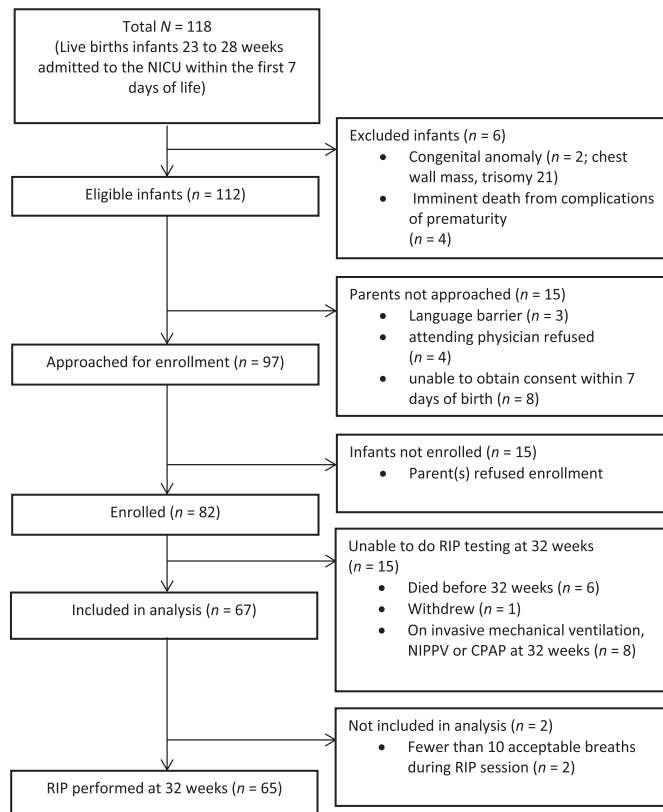 Total N = 118
(Live births infants 23 to 28 weeks
admitted to the NICU within the first 7
days of life)
Excluded infants (n = 6)
• Congenital anomaly (n = 2; chest
wall mass, trisomy 21)
• Imminent death from complications
of prematurity
(n = 4)
Eligible infants (n = 112)
Parents not approached (n = 15)
• Language barrier (n = 3)
• attending physician refused
(n = 4)
• unable to obtain consent within 7
days of birth (n = 8)
Approached for enrollment (n = 97)
Infants not enrolled (n = 15)
• Parent(s) refused enrollment
Enrolled (n = 82)
Unable to do RIP testing at 32 weeks
(n = 15)
• Died before 32 weeks (n = 6)
• Withdrew (n = 1)
• On invasive mechanical ventilation,
NIPPV or CPAP at 32 weeks (n = 8)
Included in analysis (n = 67)
Not included in analysis (n = 2)
• Fewer than 10 acceptable breaths
during RIP session (n = 2)
RIP performed at 32 weeks (n = 65)